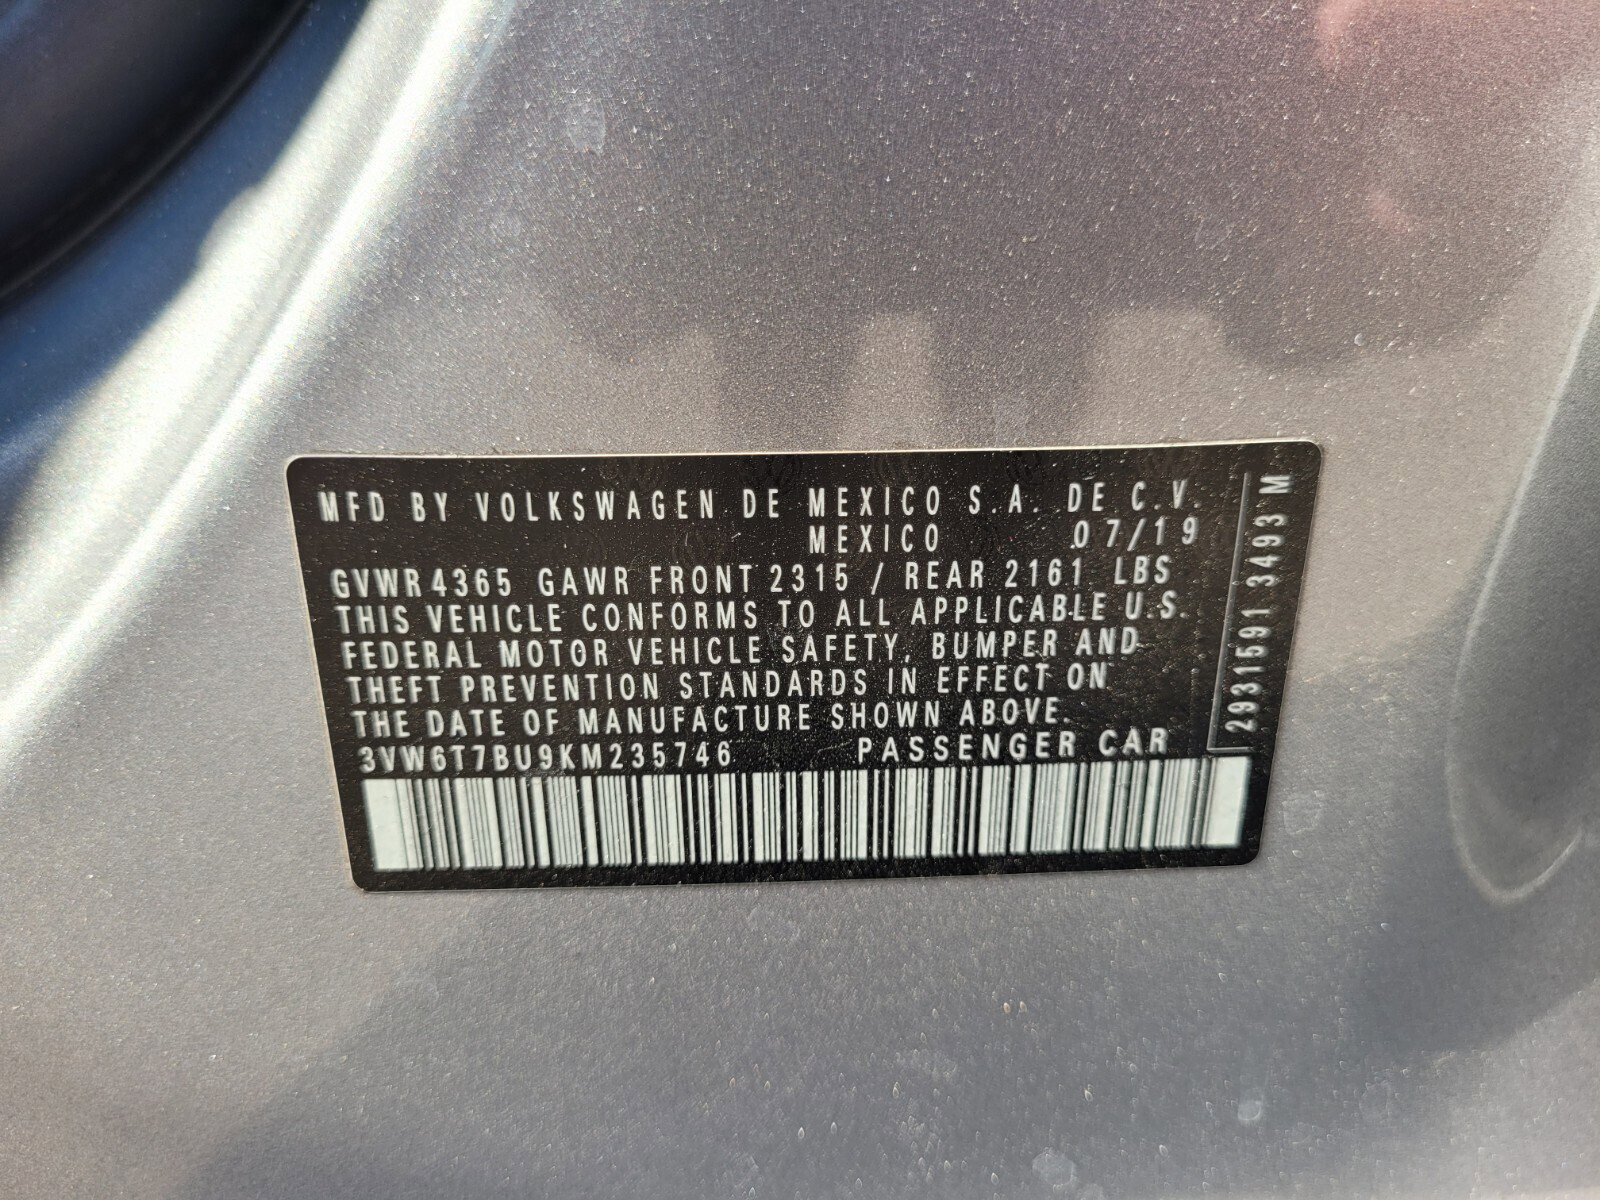 MFD BY VOLKSWAGEN DE MEXICO S.A. DE C.V.
MEXICO 07/19
GVWR 4365 GAWR FRONT 2315 / REAR 2161 LBS
THIS VEHICLE CONFORMS TO ALL APPLICABLE U.S.
FEDERAL MOTOR VEHICLE SAFETY, BUMPER AND
THEFT PREVENTION STANDARDS IN EFFECT ON
THE DATE OF MANUFACTURE SHOWN ABOVE.
3VW6T7BU9KM235746 PASSENGER CAR
2931591 3493 M